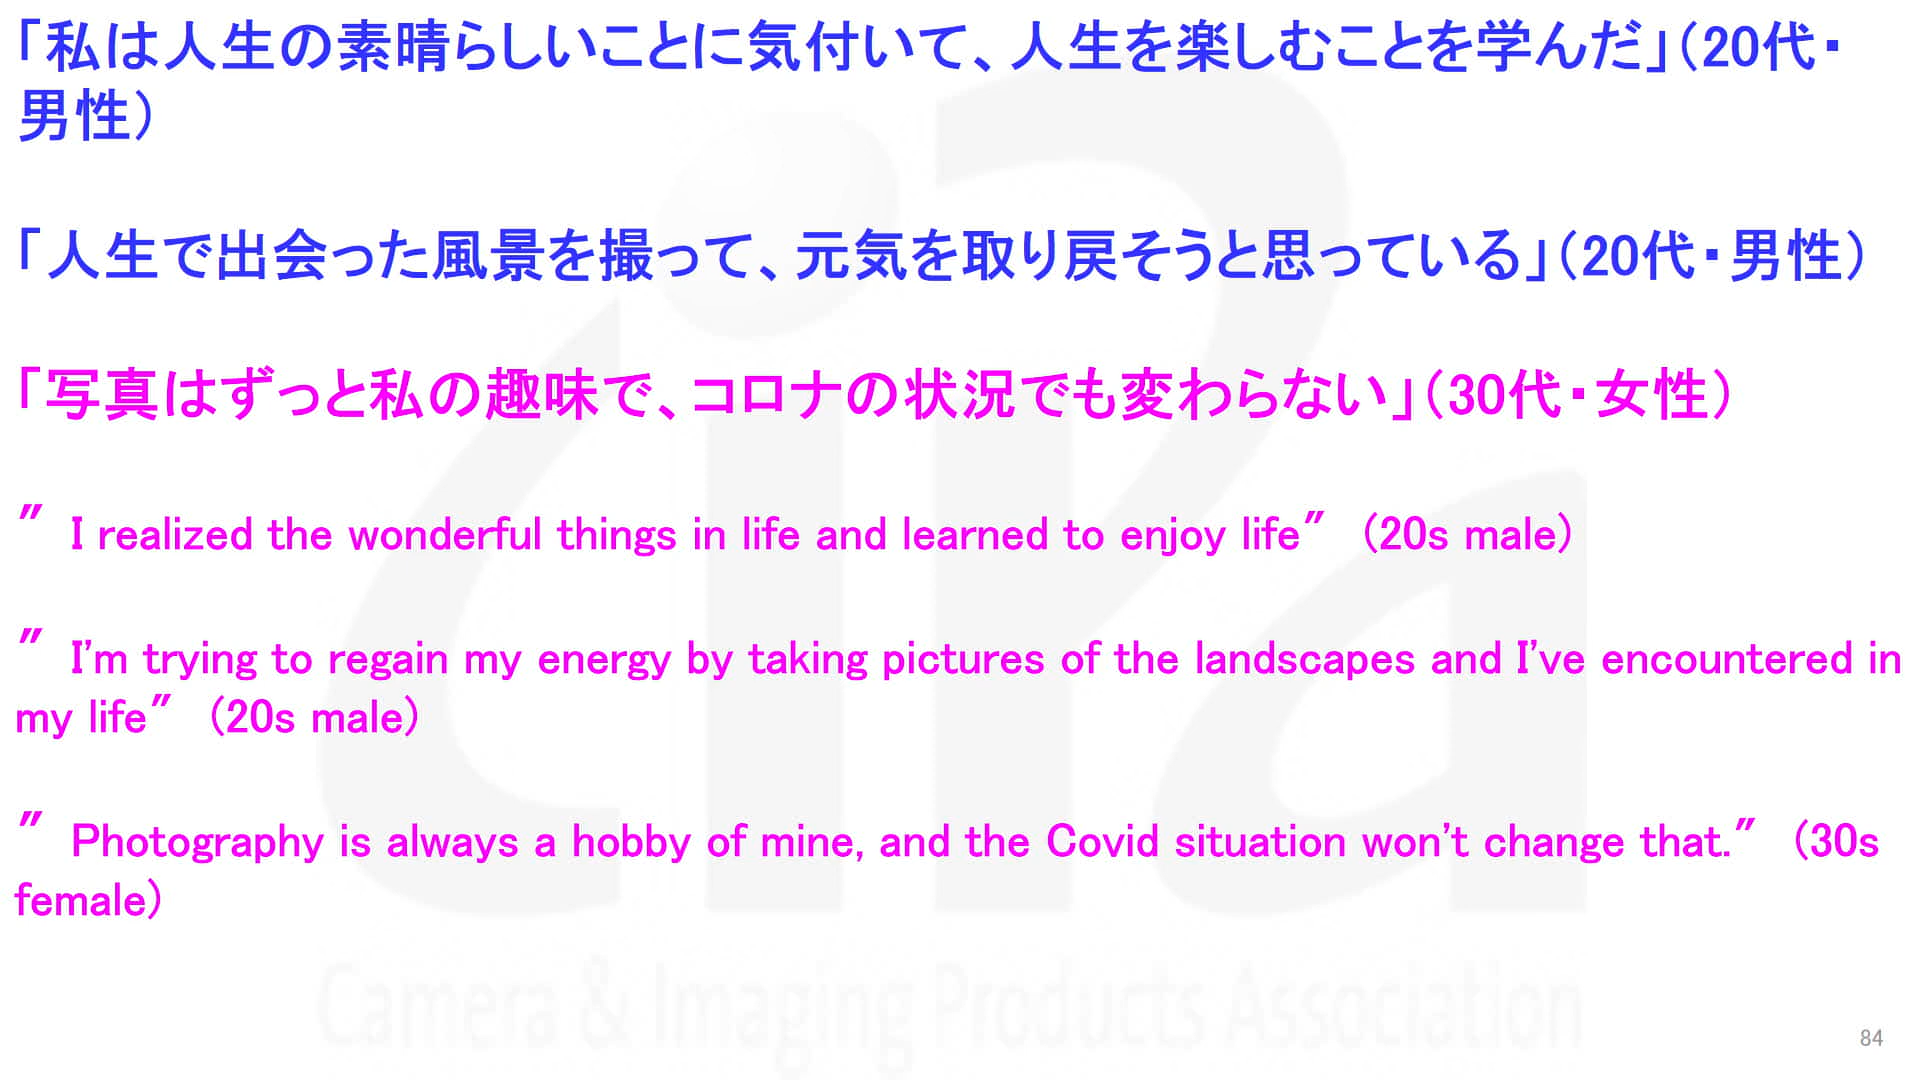 「私は人生の素晴らしいことに気付いて、人生を楽しむことを学んだ」（20代・
男性）
「人生で出会った風景を撮って、元気を取り戻そうと思っている」（20代・男性）
「写真はずっと私の趣味で、コロナの状況でも変わらない」（30代・女性）
" I realized the wonderful things in life and learned to enjoy life" (20s male)
" I'm trying to regain my energy by taking pictures of the landscapes and I've encountered in
my life" (20s male)
" Photography is always a hobby of mine, and the Covid situation won't change that." (30s
female)
cipa
Camera & Imaging Products Association
84